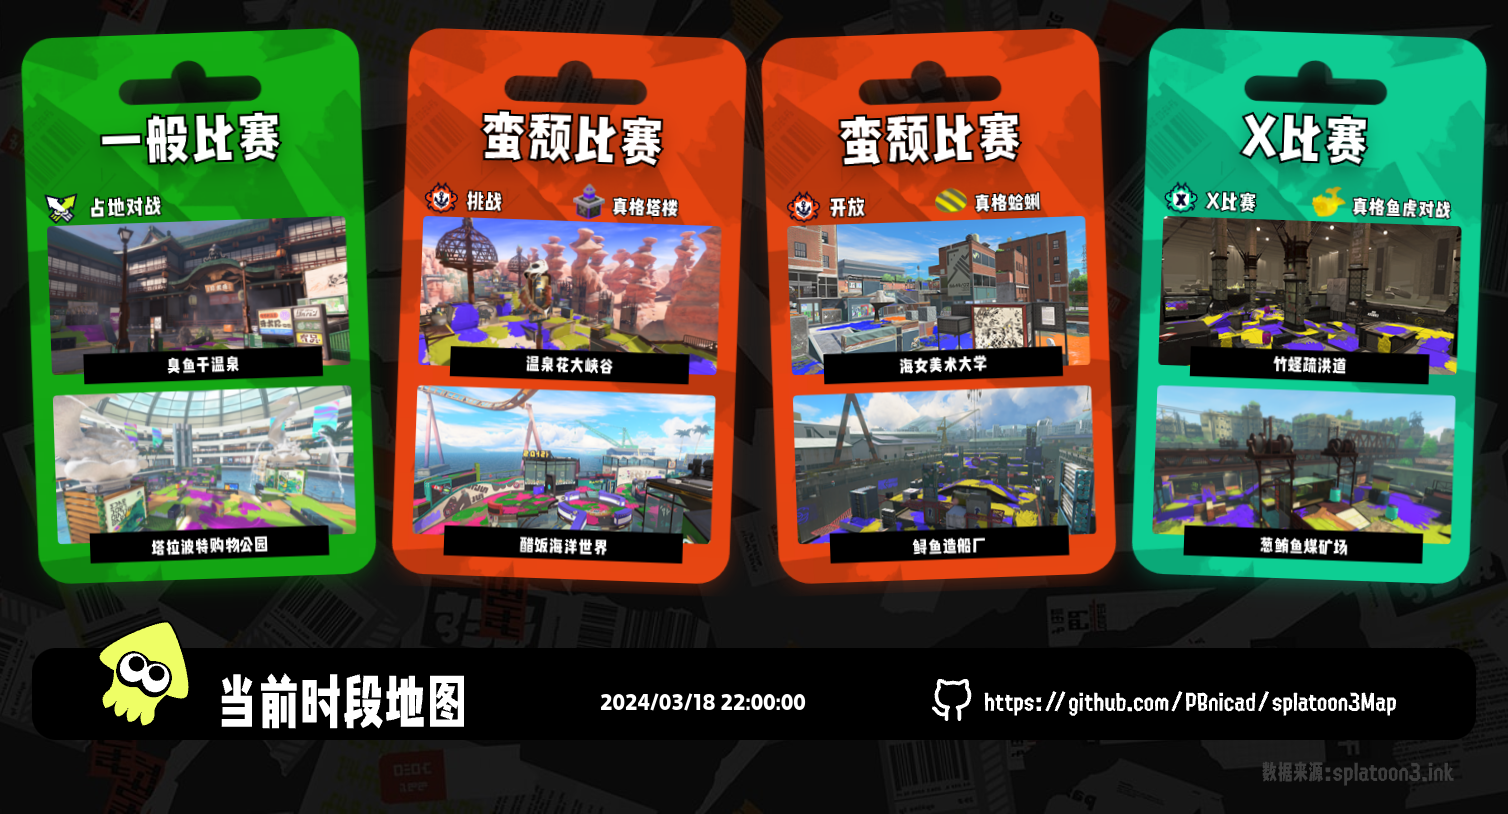 一般比赛
占地对战
臭鱼干温泉
塔拉波特购物公园
蛮颓比赛
挑战
真格塔楼
温泉花大峡谷
醋饭海洋世界
蛮颓比赛
开放
真格蛤蜊
海女美术大学
鲟鱼造船厂
X比赛
X比赛
真格鱼虎对战
竹蛏疏洪道
葱鲔鱼煤矿场
当前时段地图
2024/03/18 22:00:00
https://github.com/PBnicad/splatoon3Map
数据来源:splatoon3.ink